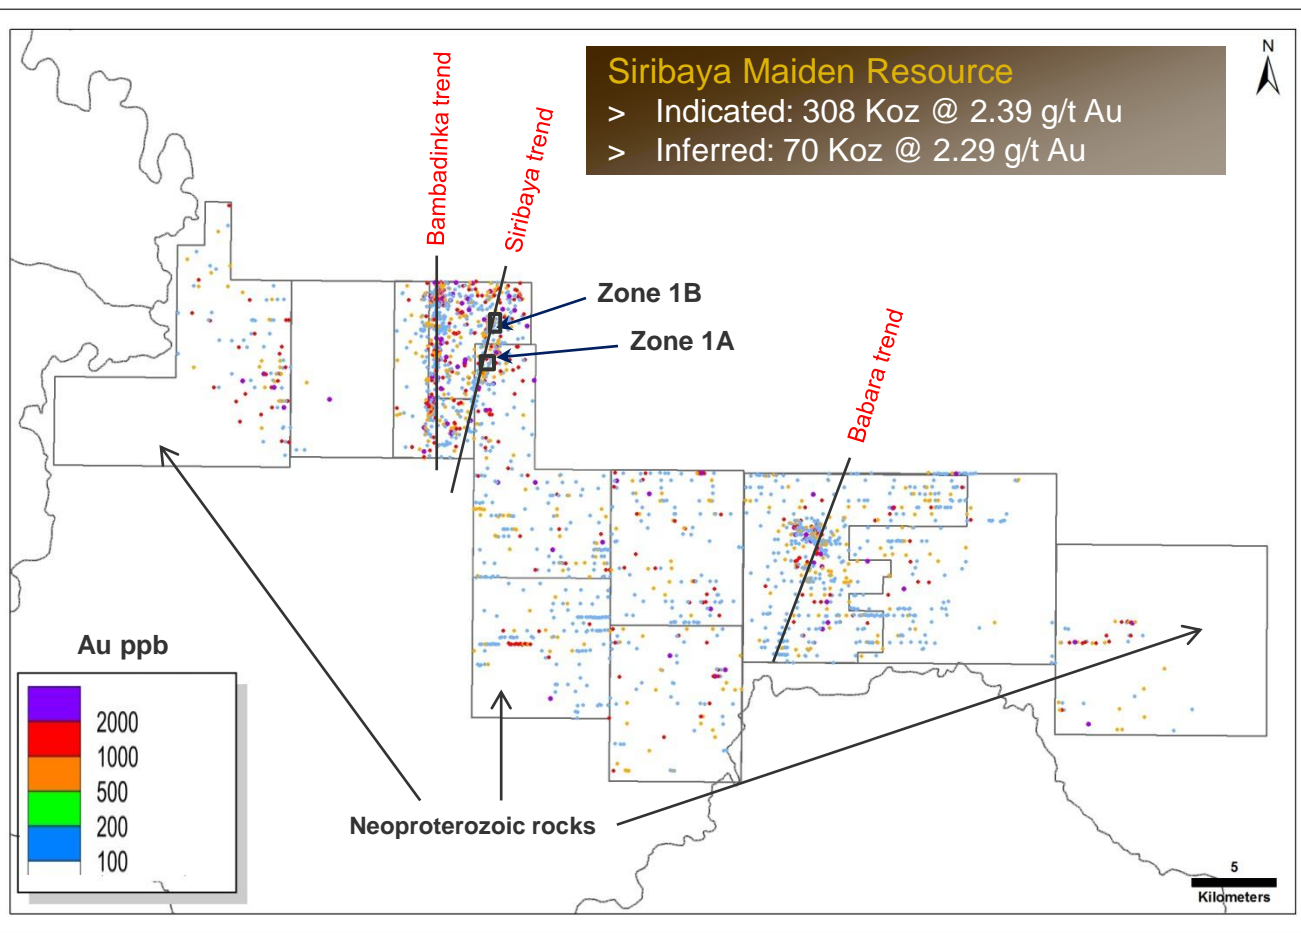 N
Siribaya Maiden Resource
> Indicated: 308 Koz @ 2.39 g/t Au
> Inferred: 70 Koz @ 2.29 g/t Au
Bambadinka trend
Siribaya trend
Zone 1B
Zone 1A
Babara trend
Au ppb
2000
1000
500
200
100
Neoproterozoic rocks
5
Kilometers